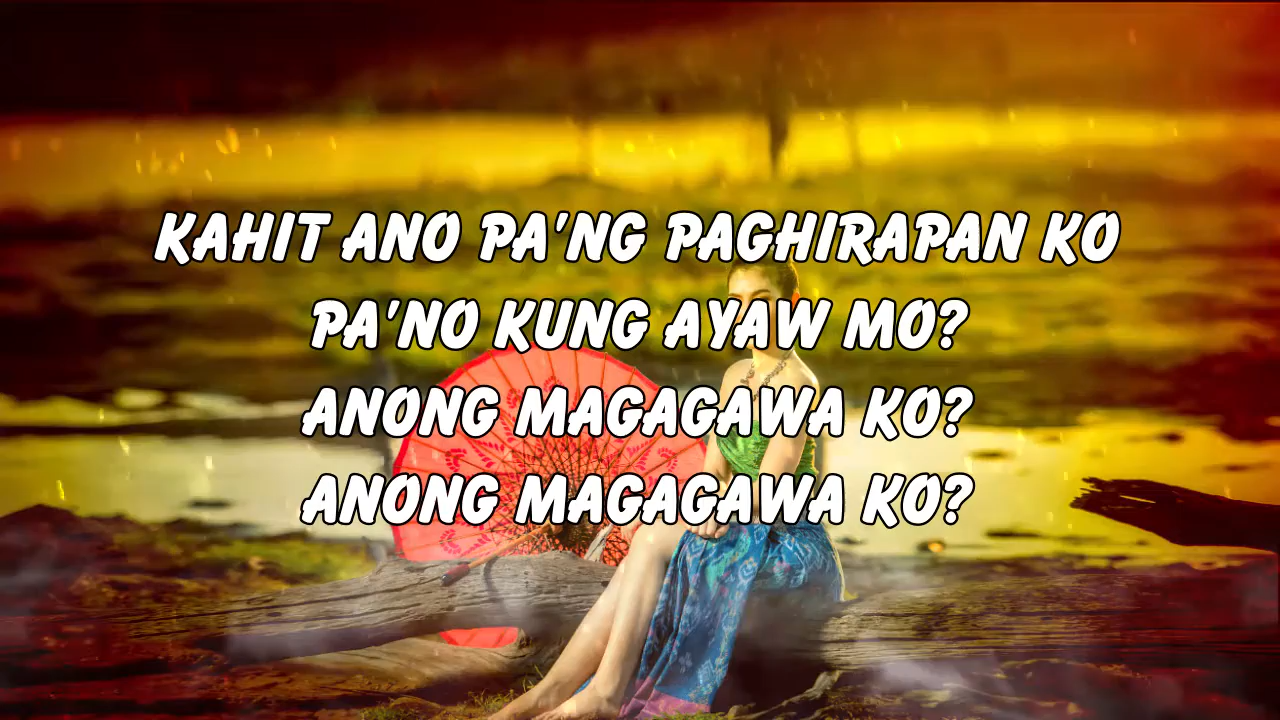 KAHIT ANO PA'NG PAGHIRAPAN KO
PA'NO KUNG AYAW MO?
ANONG MAGAGAWA KO?
ANONG MAGAGAWA KO?